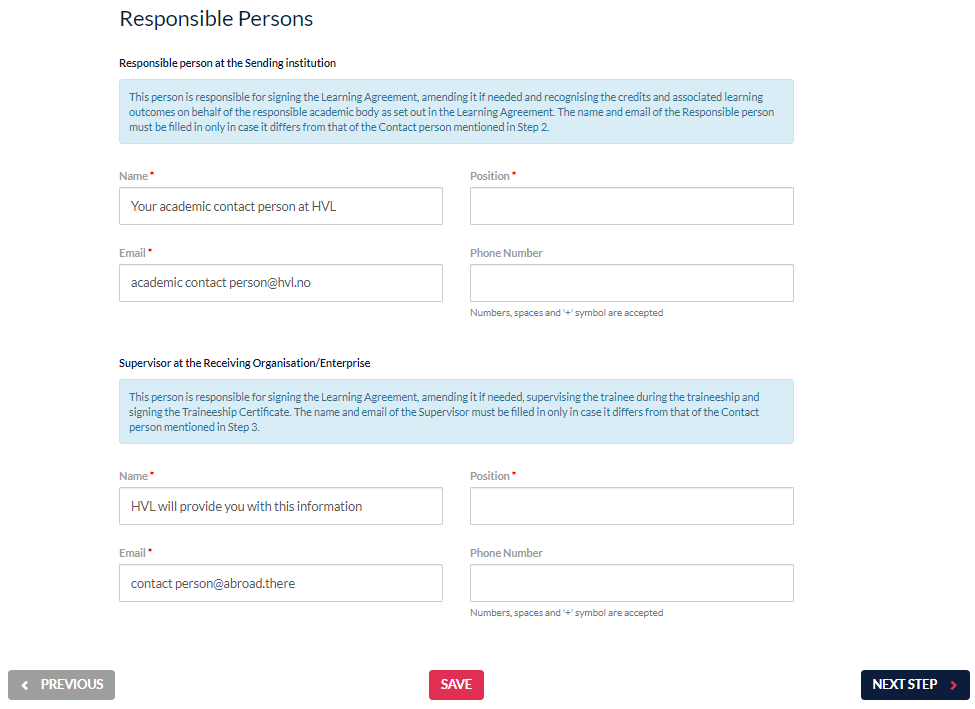 Responsible Persons
Responsible person at the Sending institution
This person is responsible for signing the Learning Agreement, amending it if needed and recognising the credits and associated learning
outcomes on behalf of the responsible academic body as set out in the Learning Agreement. The name and email of the Responsible person
must be filled in only in case it differs from that of the Contact person mentioned in Step 2.
Name * Position *
Your academic contact person at HVL
Email * Phone Number
academic contact person@hvl.no
Numbers, spaces and '+' symbol are accepted
Supervisor at the Receiving Organisation/Enterprise
This person is responsible for signing the Learning Agreement, amending it if needed, supervising the trainee during the traineeship and
signing the Traineeship Certificate. The name and email of the Supervisor must be filled in only in case it differs from that of the Contact
person mentioned in Step 3.
Name * Position *
HVL will provide you with this information
Email * Phone Number
contact person@abroad.there
Numbers, spaces and '+' symbol are accepted
PREVIOUS SAVE NEXT STEP